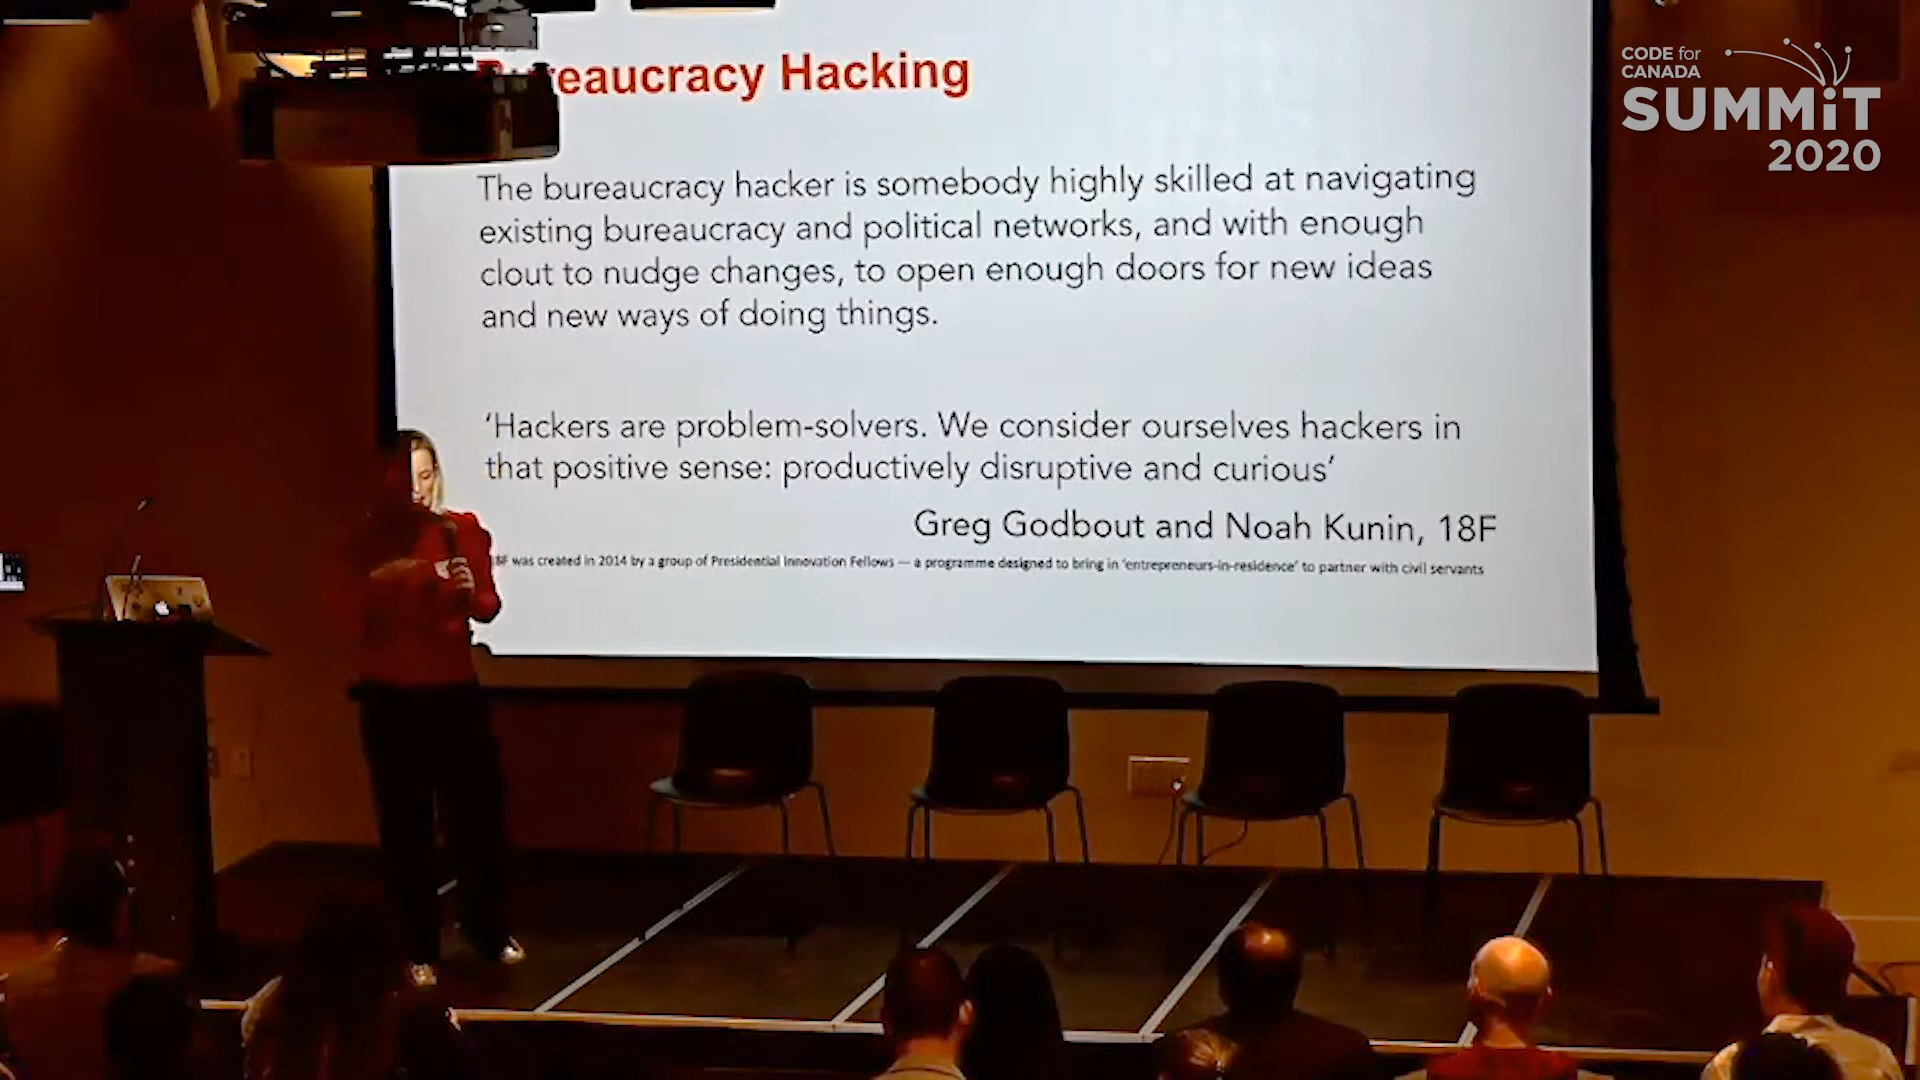 Bureaucracy Hacking
The bureaucracy hacker is somebody highly skilled at navigating
existing bureaucracy and political networks, and with enough
clout to nudge changes, to open enough doors for new ideas
and new ways of doing things.
‘Hackers are problem-solvers. We consider ourselves hackers in
that positive sense: productively disruptive and curious’
Greg Godbout and Noah Kunin, 18F
18F was created in 2014 by a group of Presidential Innovation Fellows — a programme designed to bring in ‘entrepreneurs-in-residence’ to partner with civil servants
CODE for
CANADA
SUMMiT
2020